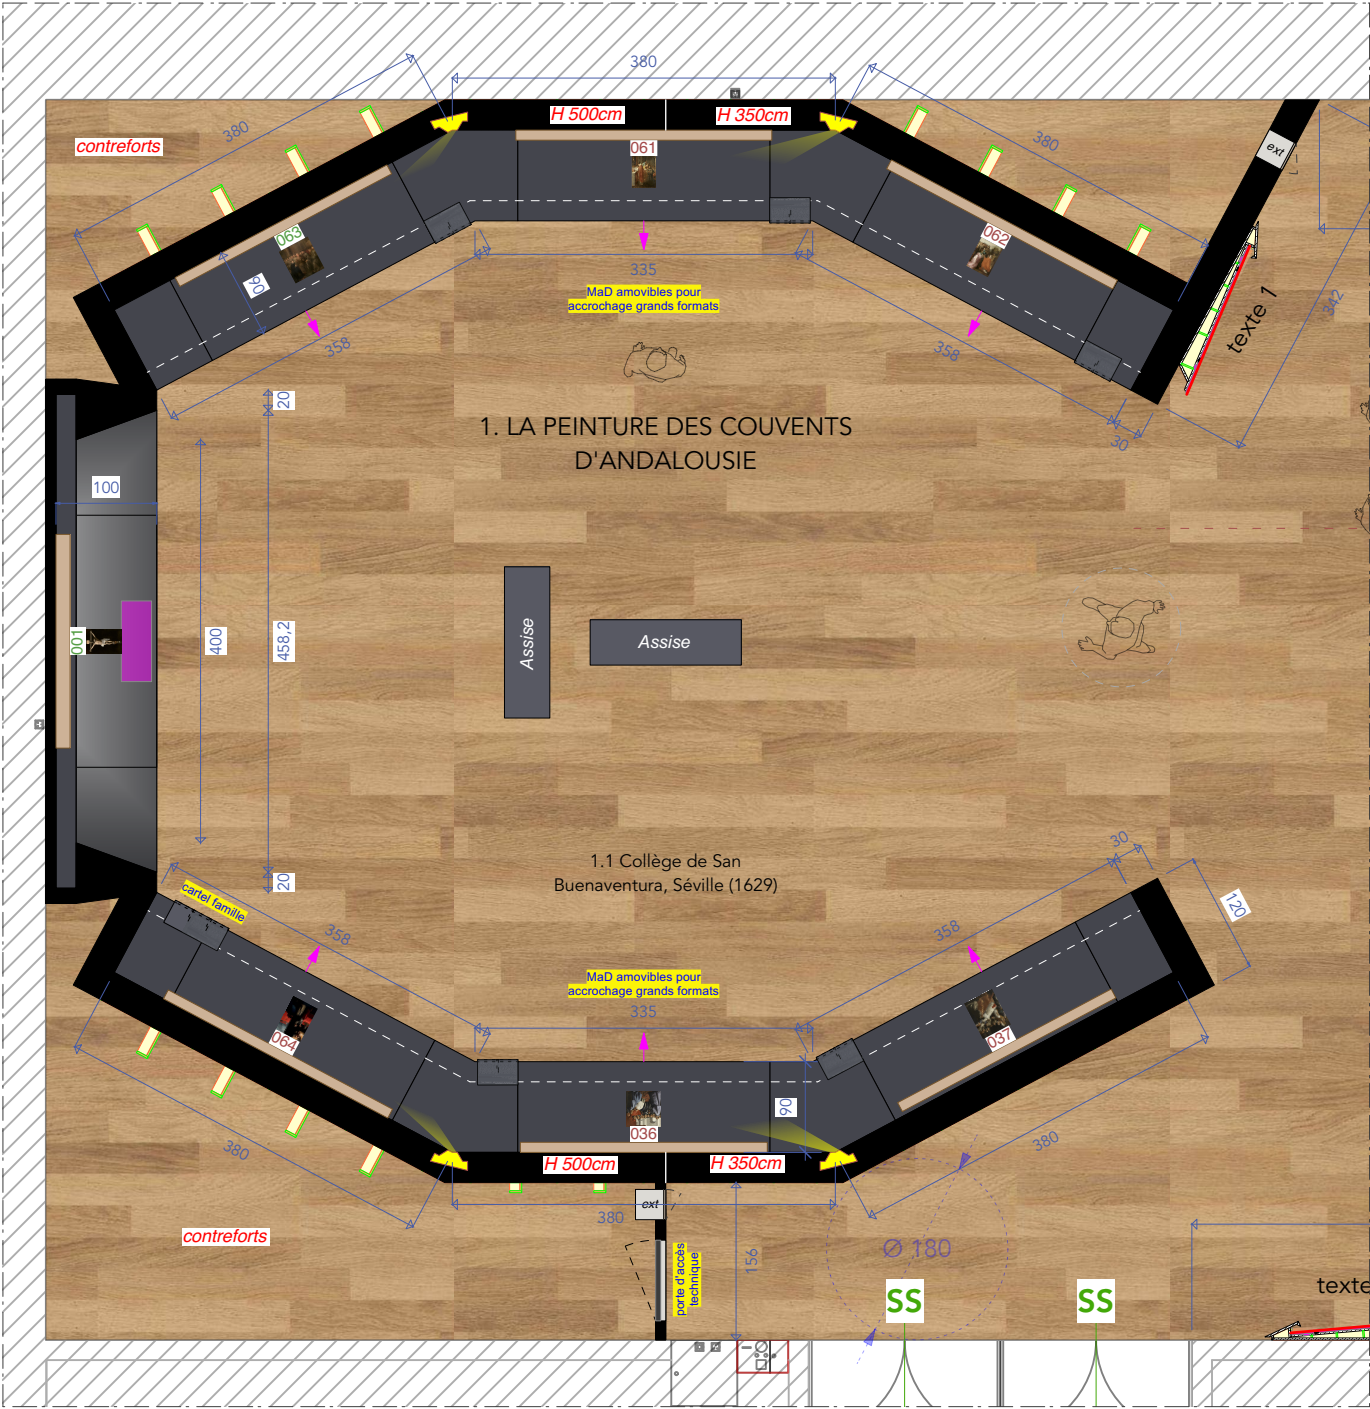 380
H 500cm
H 350cm
contreforts
380
380
ext
061
063
062
90
335
MaD amovibles pour
accrochage grands formats
358
358
342
texte 1
20
30
1. LA PEINTURE DES COUVENTS
D'ANDALOUSIE
100
001
400
458,2
Assise
Assise
1.1 Collège de San
Buenaventura, Séville (1629)
30
20
cartel famille
120
358
358
MaD amovibles pour
accrochage grands formats
335
064
037
90
036
380
H 500cm
H 350cm
380
ext
380
contreforts
156
Ø 180
porte d'accès
technique
SS
SS
texte